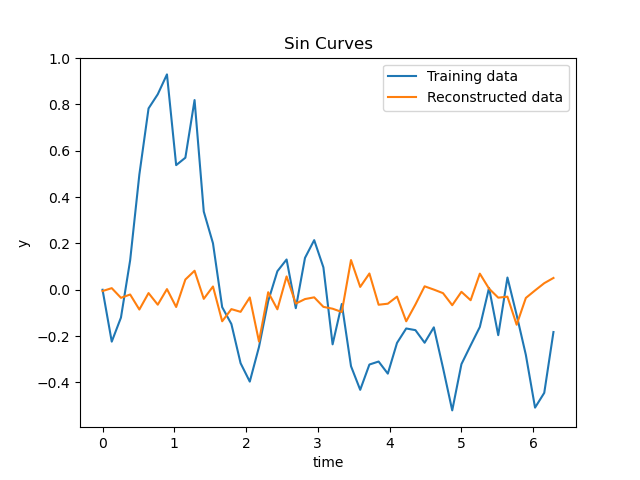 Sin Curves
Training data
Reconstructed data
1.0
0.8
0.6
0.4
0.2
0.0
−0.2
−0.4
y
0 1 2 3 4 5 6
time